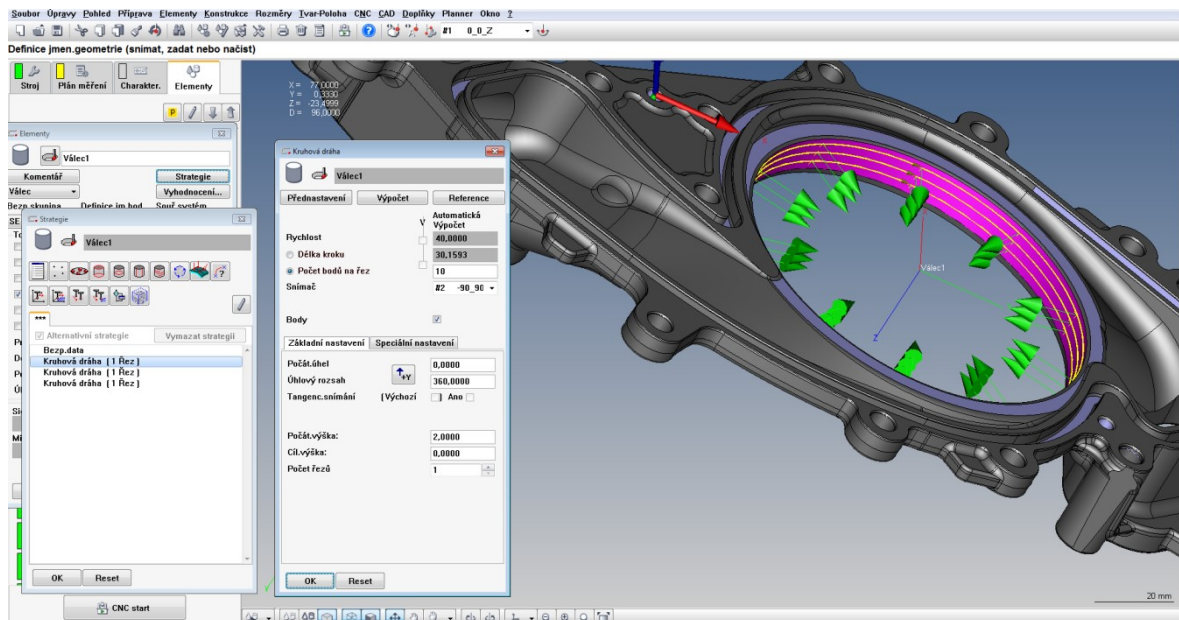 Soubor Úpravy Pohled Příprava Elementy Konstrukce Rozměry Tvar-Poloha CNC CAD Doplňky Planner Okno ?
#1 0_0_Z
Definice jmen.geometrie (snímat, zadat nebo načíst)
Stroj Plán měření Charakter. Elementy
X = 77,0000
Y = 0,3330
Z = -23,4999
D = 96,0000
Elementy
Válec1
Komentář Strategie
Válec Vyhodnocení...
Bezp.skupina Definice jm.bod Souř.systém
Strategie
Válec1
***
Alternativní strategie Vymazat strategii
Bezp.data
Kruhová dráha [ 1 Řez ]
Kruhová dráha [ 1 Řez ]
Kruhová dráha [ 1 Řez ]
OK Reset
CNC start
Kruhová dráha
Válec1
Přednastavení Výpočet Reference
Automatická
Výpočet
Rychlost 40,0000
Délka kroku 30,1593
Počet bodů na řez 10
Snímač #2 -90_90
Body
Základní nastavení Speciální nastavení
Počát.úhel 0,0000
+Y
Úhlový rozsah 360,0000
Tangenc.snímání [Výchozí ] Ano
Počát.výška: 2,0000
Cíl.výška: 0,0000
Počet řezů 1
OK Reset
Válec1
Z
20 mm